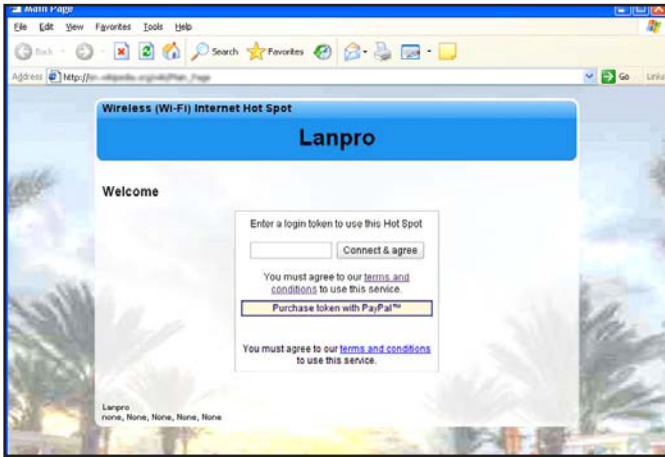 Main Page
File Edit View Favorites Tools Help
Back Search Favorites
Address http:// Go Links
Wireless (Wi-Fi) Internet Hot Spot
Lanpro
Welcome
Enter a login token to use this Hot Spot
Connect & agree
You must agree to our terms and
conditions to use this service.
Purchase token with PayPal™
You must agree to our terms and conditions
to use this service.
Lanpro
none, None, None, None, None